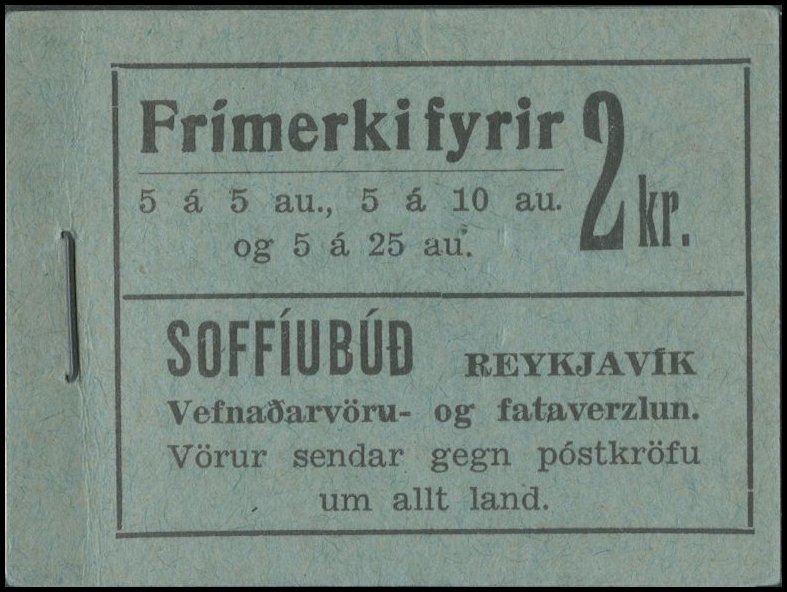 Frímerki fyrir 2 kr.
5 á 5 au., 5 á 10 au.
og 5 á 25 au.
SOFFÍUBÚÐ REYKJAVÍK
Vefnaðarvöru- og fataverzlun.
Vörur sendar gegn póstkröfu
um allt land.